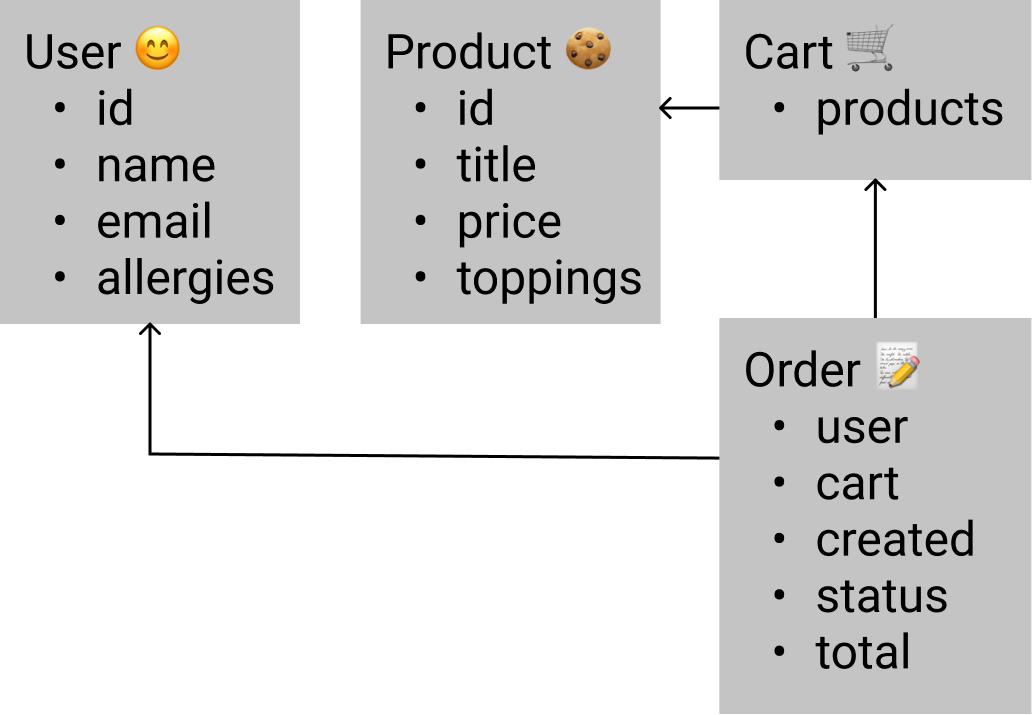 User 😊
• id
• name
• email
• allergies
Product 🍪
• id
• title
• price
• toppings
Cart 🛒
• products
Order 📝
• user
• cart
• created
• status
• total